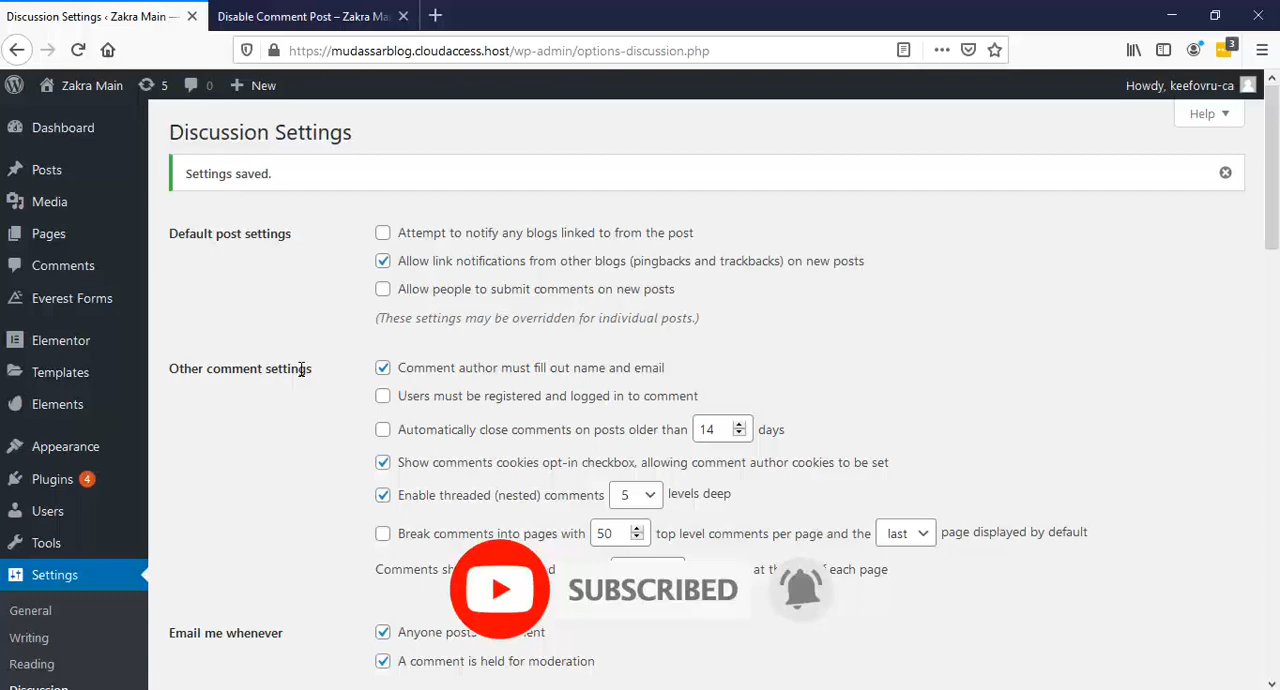 Discussion Settings ‹ Zakra Main —
Disable Comment Post – Zakra Ma
https://mudassarblog.cloudaccess.host/wp-admin/options-discussion.php
3
Zakra Main
5
0
New
Howdy, keefovru-ca
Dashboard
Posts
Media
Pages
Comments
Everest Forms
Elementor
Templates
Elements
Appearance
Plugins 4
Users
Tools
Settings
General
Writing
Reading
Discussion
Discussion Settings
Help
Settings saved.
Default post settings
Attempt to notify any blogs linked to from the post
Allow link notifications from other blogs (pingbacks and trackbacks) on new posts
Allow people to submit comments on new posts
(These settings may be overridden for individual posts.)
Other comment settings
Comment author must fill out name and email
Users must be registered and logged in to comment
Automatically close comments on posts older than 14 days
Show comments cookies opt-in checkbox, allowing comment author cookies to be set
Enable threaded (nested) comments 5 levels deep
Break comments into pages with 50 top level comments per page and the last page displayed by default
Comments at the of each page
SUBSCRIBED
Email me whenever
Anyone
A comment is held for moderation